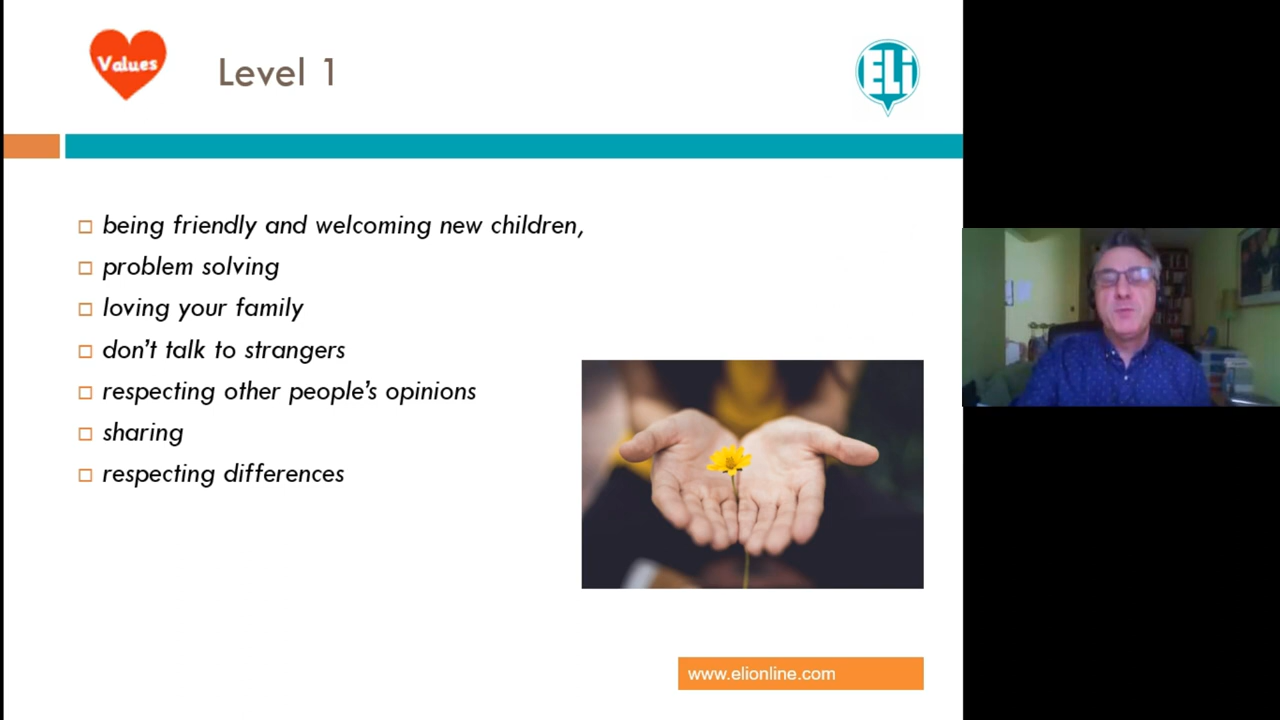 Values
Level 1
ELi
being friendly and welcoming new children,
problem solving
loving your family
don't talk to strangers
respecting other people's opinions
sharing
respecting differences
www.elionline.com